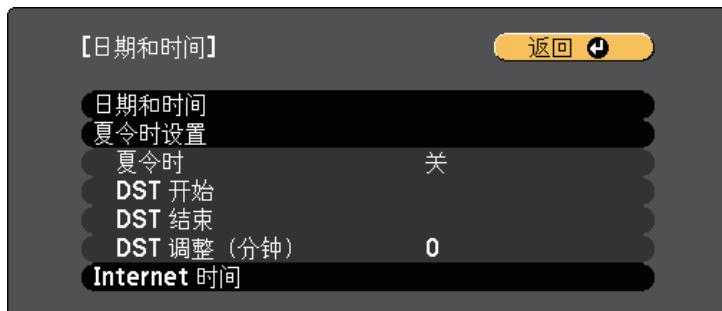 【日期和时间】 返回
日期和时间
夏令时设置
夏令时 关
DST 开始
DST 结束
DST 调整（分钟） 0
Internet 时间